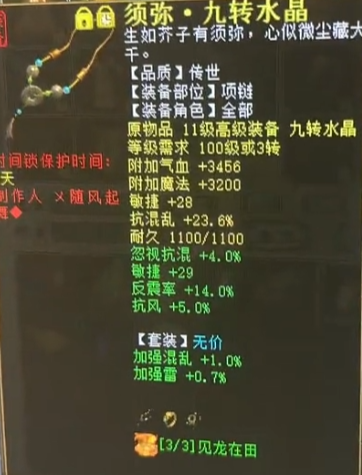 须弥·九转水晶
生如芥子有须弥，心似微尘藏大
千。
【品质】传世
【装备部位】项链
【装备角色】全部
原物品 11级高级装备 九转水晶
等级需求 100级或3转
附加气血 +3456
附加魔法 +3200
敏捷 +28
抗混乱 +23.6%
耐久 1100/1100
忽视抗混 +4.0%
敏捷 +29
反震率 +14.0%
抗风 +5.0%
【套装】无价
加强混乱 +1.0%
加强雷 +0.7%
[3/3]见龙在田
时间锁保护时间:
天
制作人 メ随风起